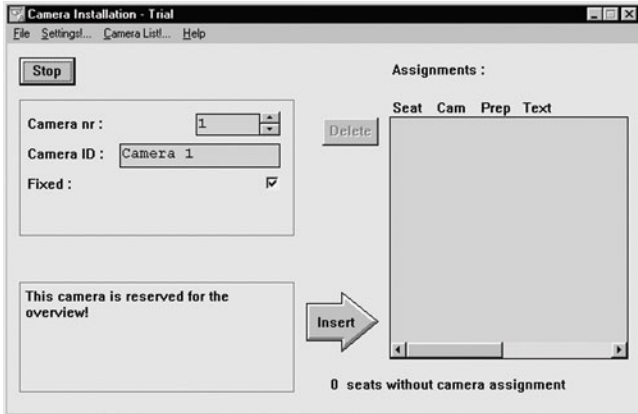 Camera Installation - Trial
File Settings!... Camera List!... Help
Stop
Assignments :
Seat Cam Prep Text
Camera nr : 1
Delete
Camera ID : Camera 1
Fixed :
This camera is reserved for the
overview!
Insert
0 seats without camera assignment